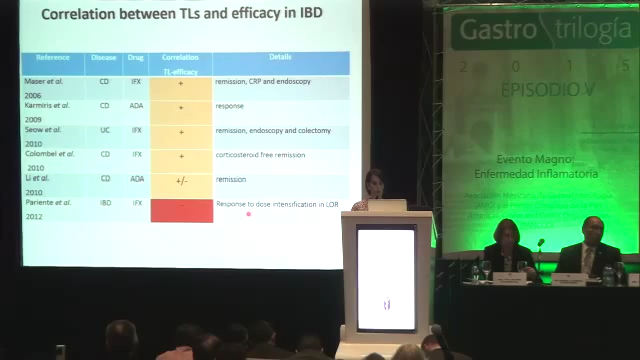 Correlation between TLs and efficacy in IBD
Reference Disease Drug Correlation TL-efficacy Details
Maser et al. 2006 CD IFX + remission, CRP and endoscopy
Karmiris et al. 2009 CD ADA + response
Seow et al. 2010 UC IFX + remission, endoscopy and colectomy
Colombel et al. 2010 CD IFX + corticosteroid free remission
Li et al. 2010 CD ADA +/- remission
Pariente et al. 2012 IBD IFX - Response to dose intensification in LOR
Gastro trilogía
2 0 1 5
EPISODIO V
Evento Magno:
Enfermedad Inflamatoria